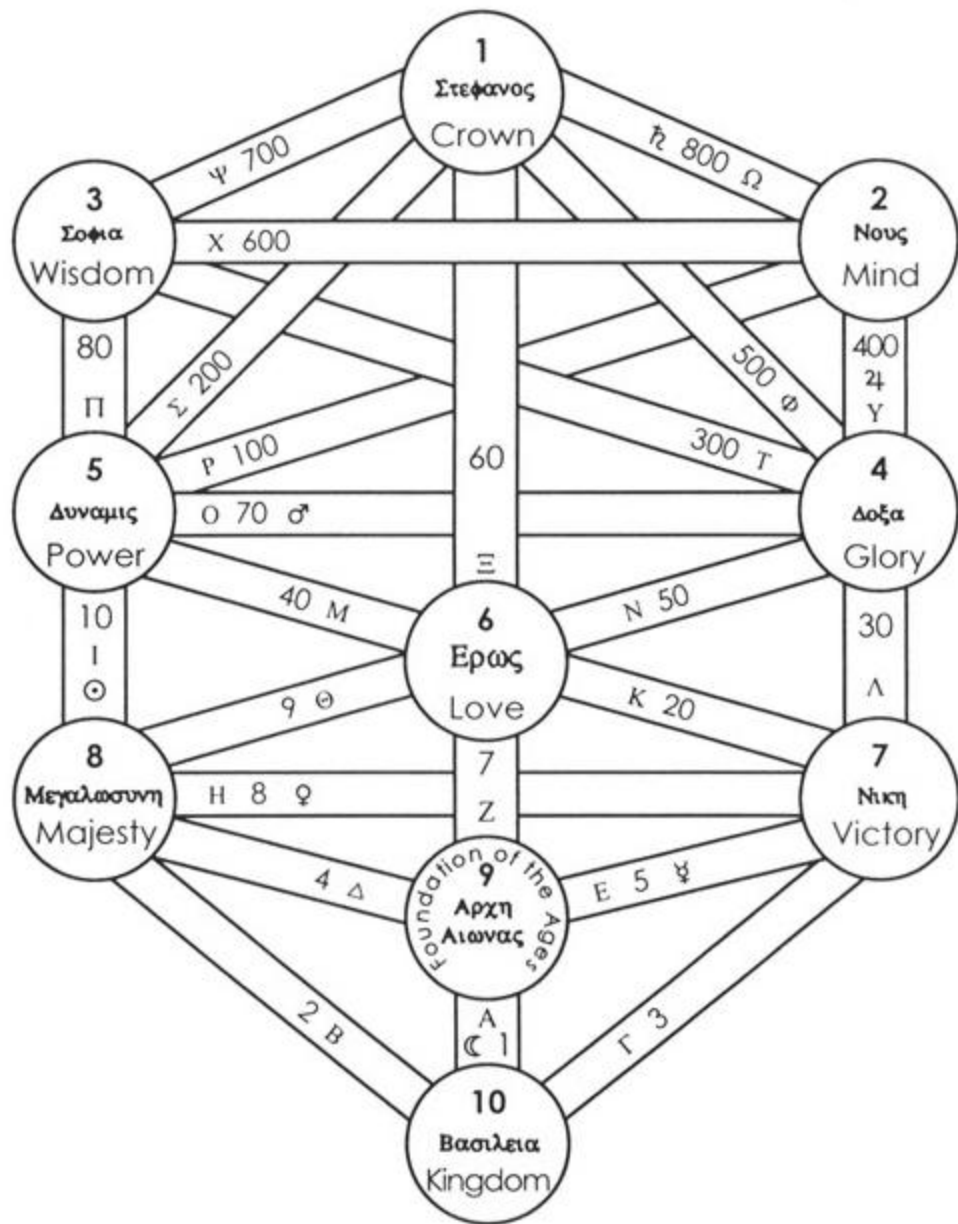 1
Στεφανος
Crown
Ψ 700
♄ 800 Ω
3
Σοφια
Wisdom
2
Νους
Mind
Χ 600
80
Π
Σ 200
Ρ 100
60
Ξ
500 Φ
300 Τ
400
♃
Υ
5
Δυναμις
Power
4
Δοξα
Glory
Ο 70 ♂
40 Μ
Ν 50
10
Ι
☉
30
Λ
6
Ερως
Love
9 Θ
Κ 20
8
Μεγαλωσυνη
Majesty
7
Νικη
Victory
Η 8 ♀
7
Ζ
4 Δ
Ε 5 ☿
Foundation of the Ages
9
Αρχη
Αιωνας
2 Β
Α
☾ 1
Γ 3
10
Βασιλεια
Kingdom